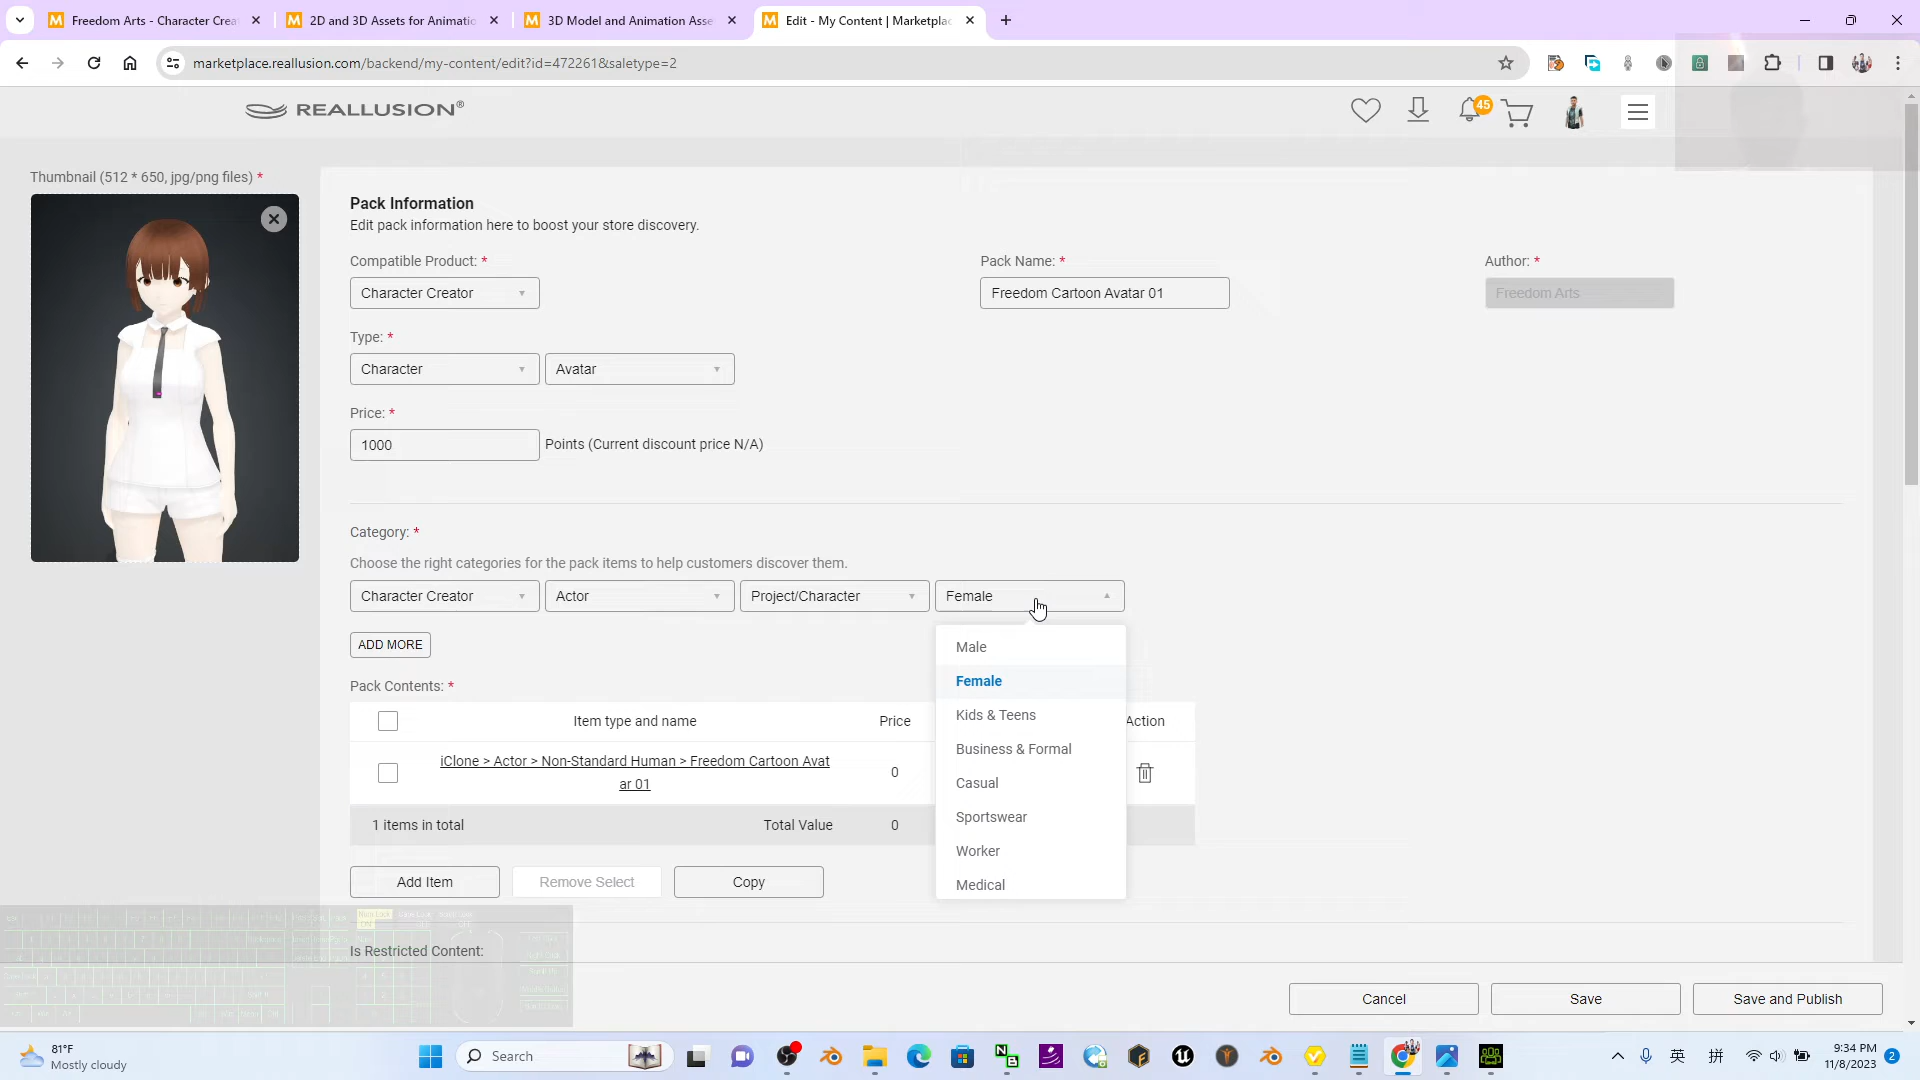 Freedom Arts - Character Crea
2D and 3D Assets for Animatio
3D Model and Animation Asse
Edit - My Content | Marketplac
marketplace.reallusion.com/backend/my-content/edit?id=472261&saletype=2
REALLUSION®
45
Thumbnail (512 * 650, jpg/png files) *
Pack Information
Edit pack information here to boost your store discovery.
Compatible Product: *
Pack Name: *
Author: *
Character Creator
Freedom Cartoon Avatar 01
Freedom Arts
Type: *
Character
Avatar
Price: *
1000
Points (Current discount price N/A)
Category: *
Choose the right categories for the pack items to help customers discover them.
Character Creator
Actor
Project/Character
Female
Male
Female
Kids & Teens
Business & Formal
Casual
Sportswear
Worker
Medical
ADD MORE
Pack Contents: *
Item type and name
Price
Action
iClone > Actor > Non-Standard Human > Freedom Cartoon Avat
ar 01
0
1 items in total
Total Value
0
Add Item
Remove Select
Copy
Is Restricted Content:
Cancel
Save
Save and Publish
81°F
Mostly cloudy
Search
英
拼
9:34 PM
11/8/2023
2